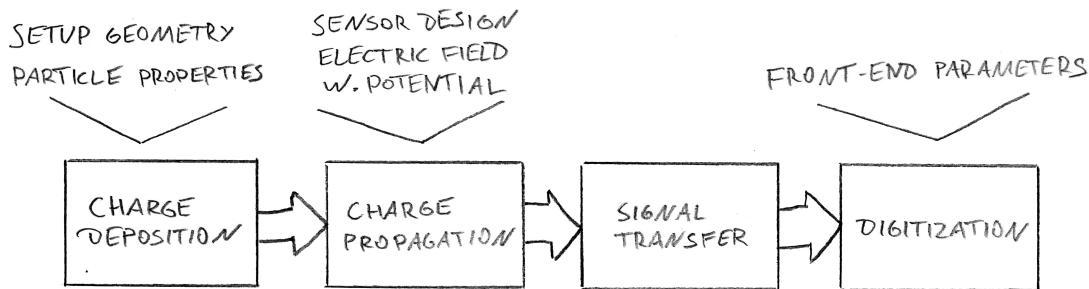 SETUP GEOMETRY
PARTICLE PROPERTIES
SENSOR DESIGN
ELECTRIC FIELD
W. POTENTIAL
FRONT-END PARAMETERS
CHARGE
DEPOSITION
CHARGE
PROPAGATION
SIGNAL
TRANSFER
DIGITIZATION